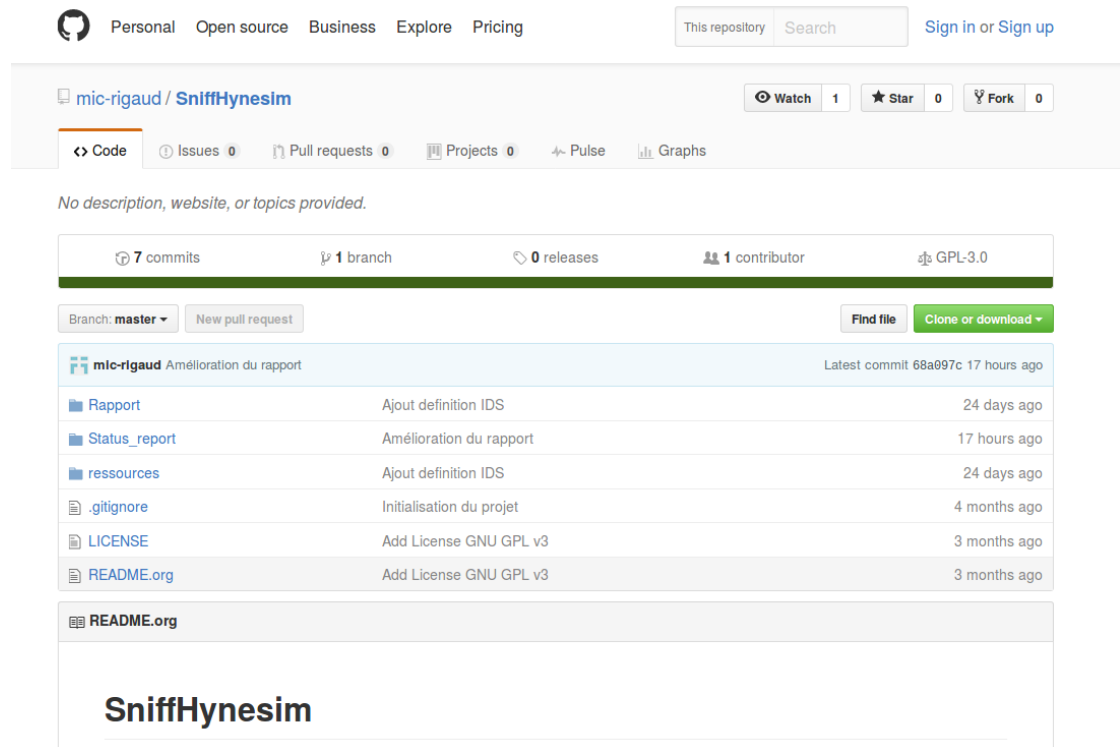 Personal Open source Business Explore Pricing This repository Search Sign in or Sign up
mic-rigaud / SniffHynesim Watch 1 Star 0 Fork 0
Code Issues 0 Pull requests 0 Projects 0 Pulse Graphs
No description, website, or topics provided.
7 commits 1 branch 0 releases 1 contributor GPL-3.0
Branch: master New pull request Find file Clone or download
mic-rigaud Amélioration du rapport Latest commit 68a097c 17 hours ago
Rapport Ajout definition IDS 24 days ago
Status_report Amélioration du rapport 17 hours ago
ressources Ajout definition IDS 24 days ago
.gitignore Initialisation du projet 4 months ago
LICENSE Add License GNU GPL v3 3 months ago
README.org Add License GNU GPL v3 3 months ago
README.org
SniffHynesim